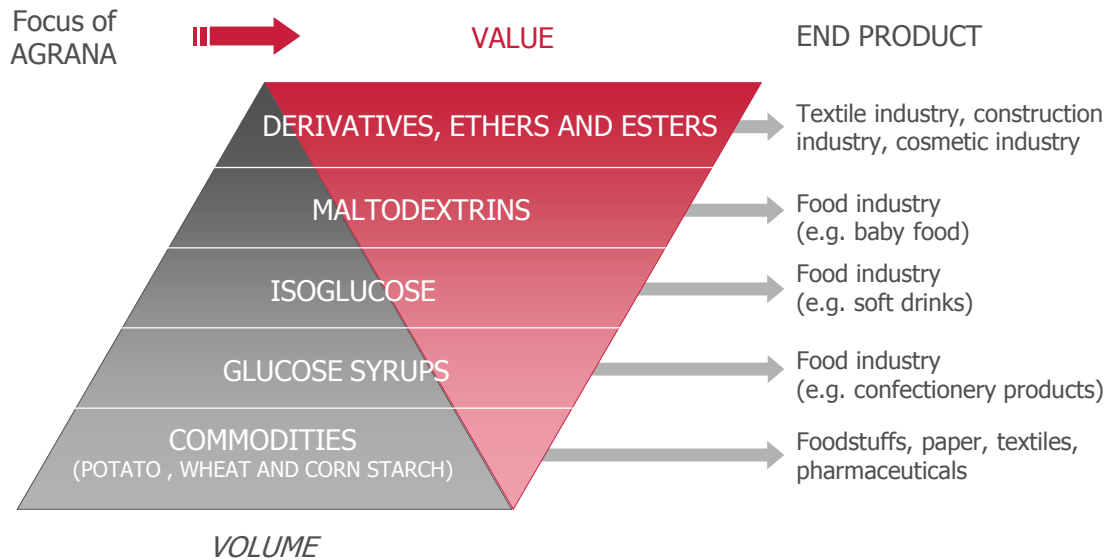 Focus of
AGRANA
VALUE
END PRODUCT
DERIVATIVES, ETHERS AND ESTERS
Textile industry, construction
industry, cosmetic industry
MALTODEXTRINS
Food industry
(e.g. baby food)
ISOGLUCOSE
Food industry
(e.g. soft drinks)
GLUCOSE SYRUPS
Food industry
(e.g. confectionery products)
COMMODITIES
(POTATO , WHEAT AND CORN STARCH)
Foodstuffs, paper, textiles,
pharmaceuticals
VOLUME